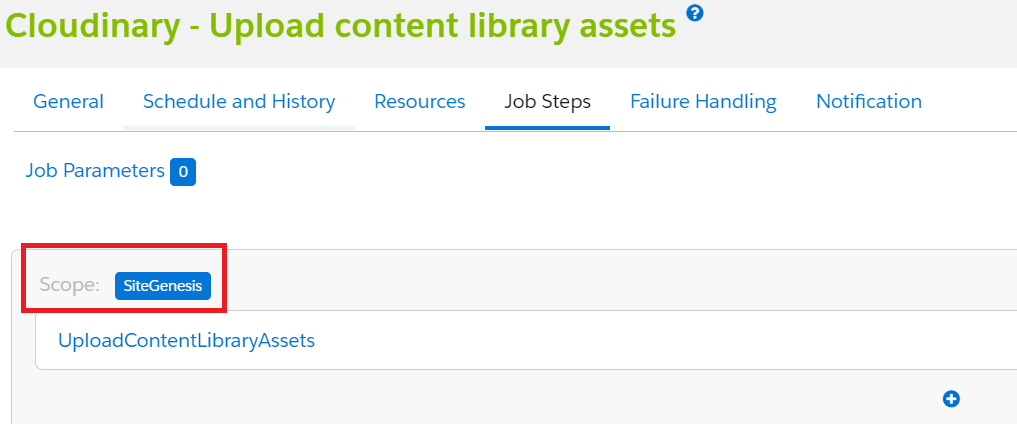 Cloudinary - Upload content library assets ?
General Schedule and History Resources Job Steps Failure Handling Notification
Job Parameters 0
Scope: SiteGenesis
UploadContentLibraryAssets